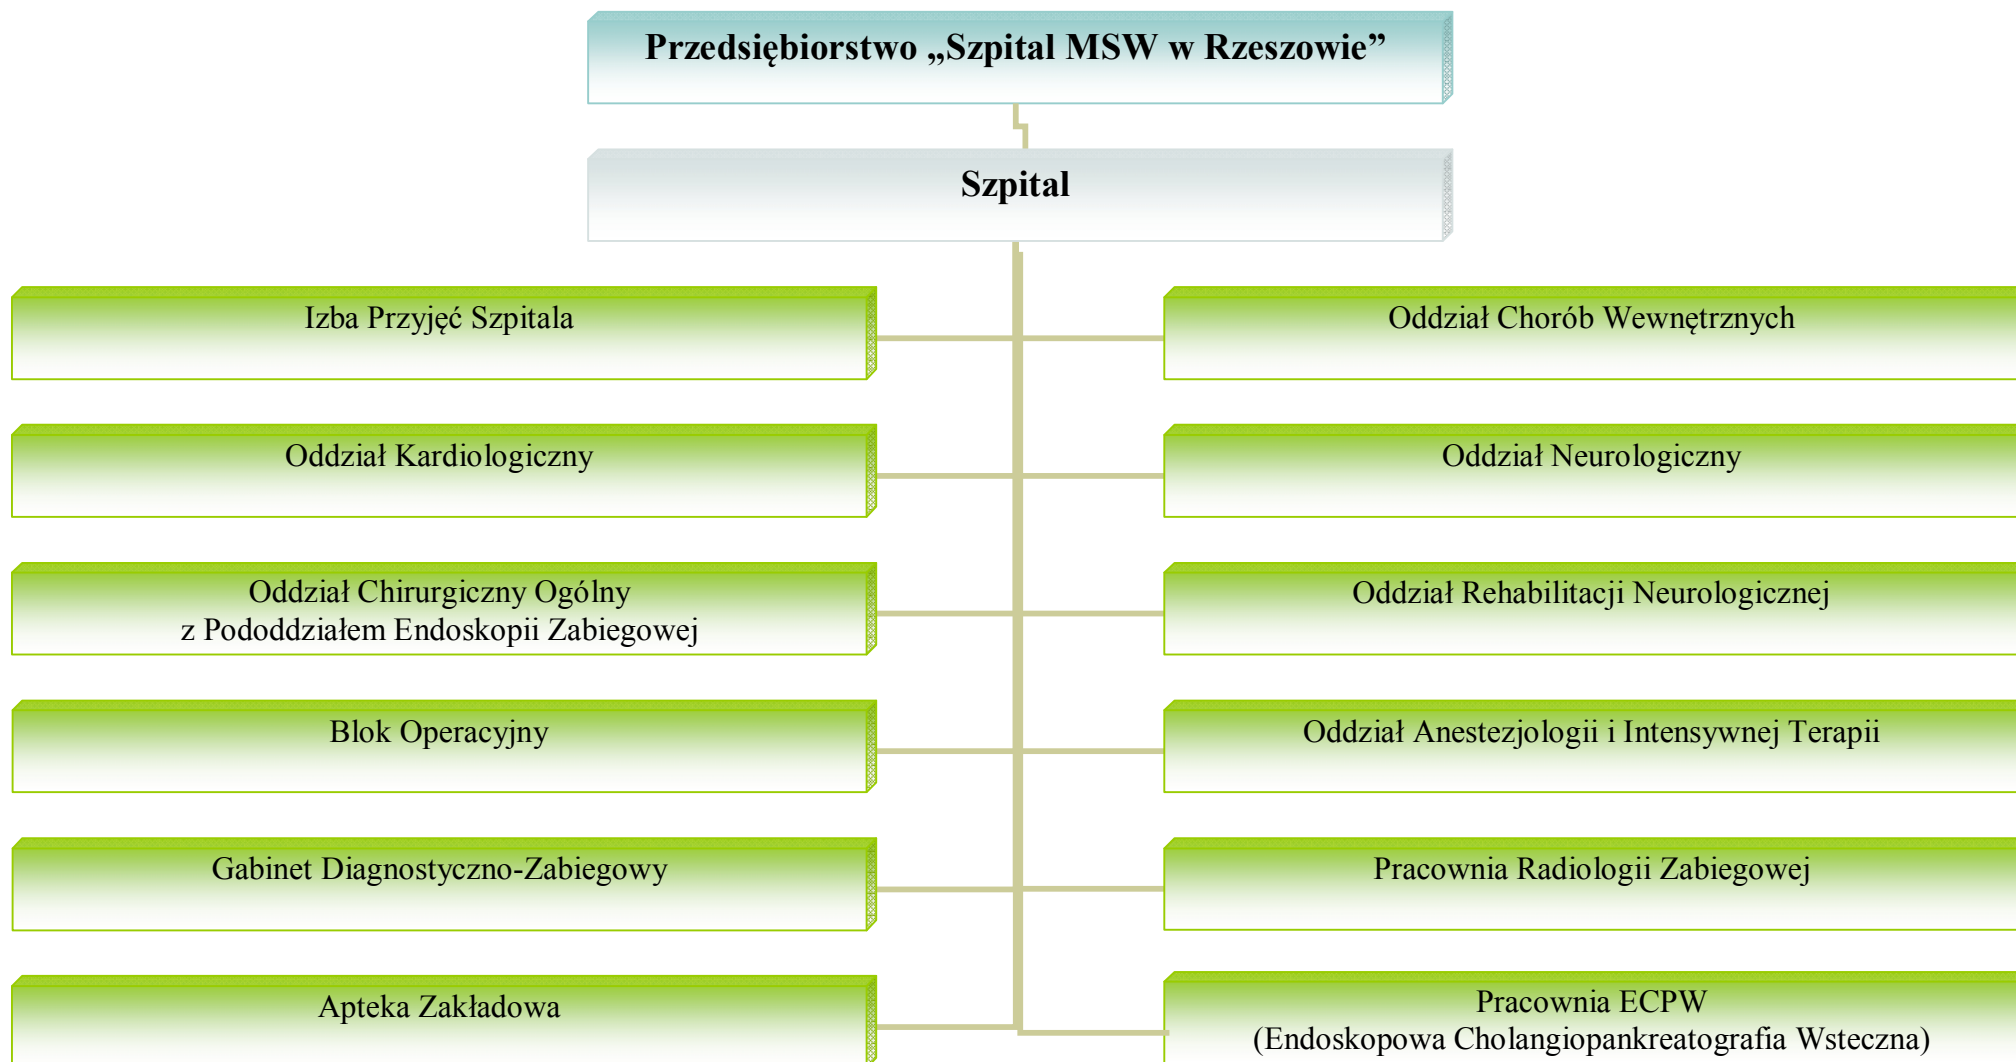 Przedsiębiorstwo „Szpital MSW w Rzeszowie”
Szpital
Izba Przyjęć Szpitala
Oddział Chorób Wewnętrznych
Oddział Kardiologiczny
Oddział Neurologiczny
Oddział Chirurgiczny Ogólny
z Pododdziałem Endoskopii Zabiegowej
Oddział Rehabilitacji Neurologicznej
Blok Operacyjny
Oddział Anestezjologii i Intensywnej Terapii
Gabinet Diagnostyczno-Zabiegowy
Pracownia Radiologii Zabiegowej
Apteka Zakładowa
Pracownia ECPW
(Endoskopowa Cholangiopankreatografia Wsteczna)